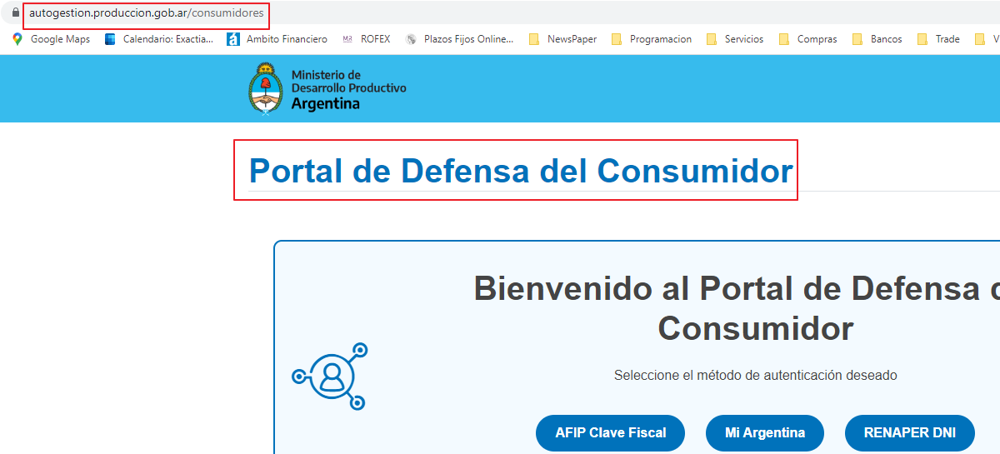 autogestion.produccion.gob.ar/consumidores
Google Maps Calendario: Exactia... Ambito Financiero MR ROFEX Plazos Fijos Online... NewsPaper Programacion Servicios Compras Bancos Trade V
Ministerio de
Desarrollo Productivo
Argentina
Portal de Defensa del Consumidor
Bienvenido al Portal de Defensa d
Consumidor
Seleccione el método de autenticación deseado
AFIP Clave Fiscal Mi Argentina RENAPER DNI